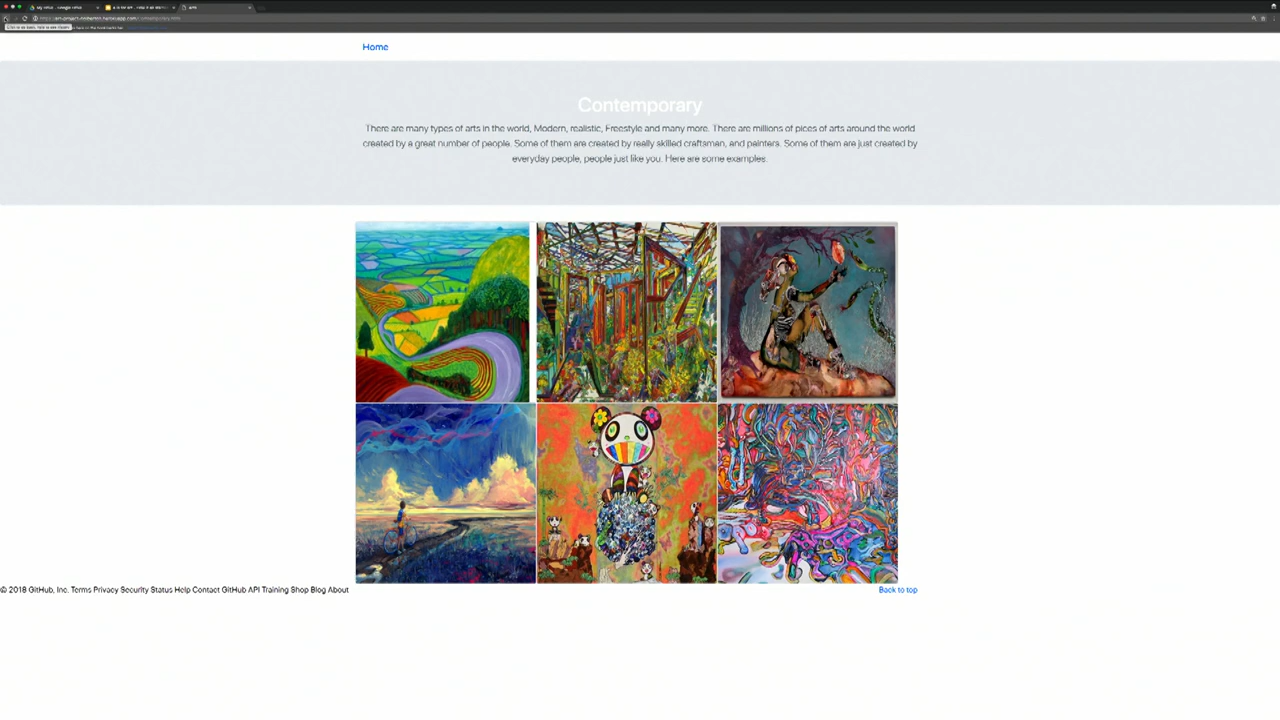 Home
Contemporary
There are many types of arts in the world, Modern, realistic, Freestyle and many more. There are millions of pices of arts around the world
created by a great number of people. Some of them are created by really skilled craftsman, and painters. Some of them are just created by
everyday people, people just like you. Here are some examples.
© 2018 GitHub, Inc. Terms Privacy Security Status Help Contact GitHub API Training Shop Blog About
Back to top